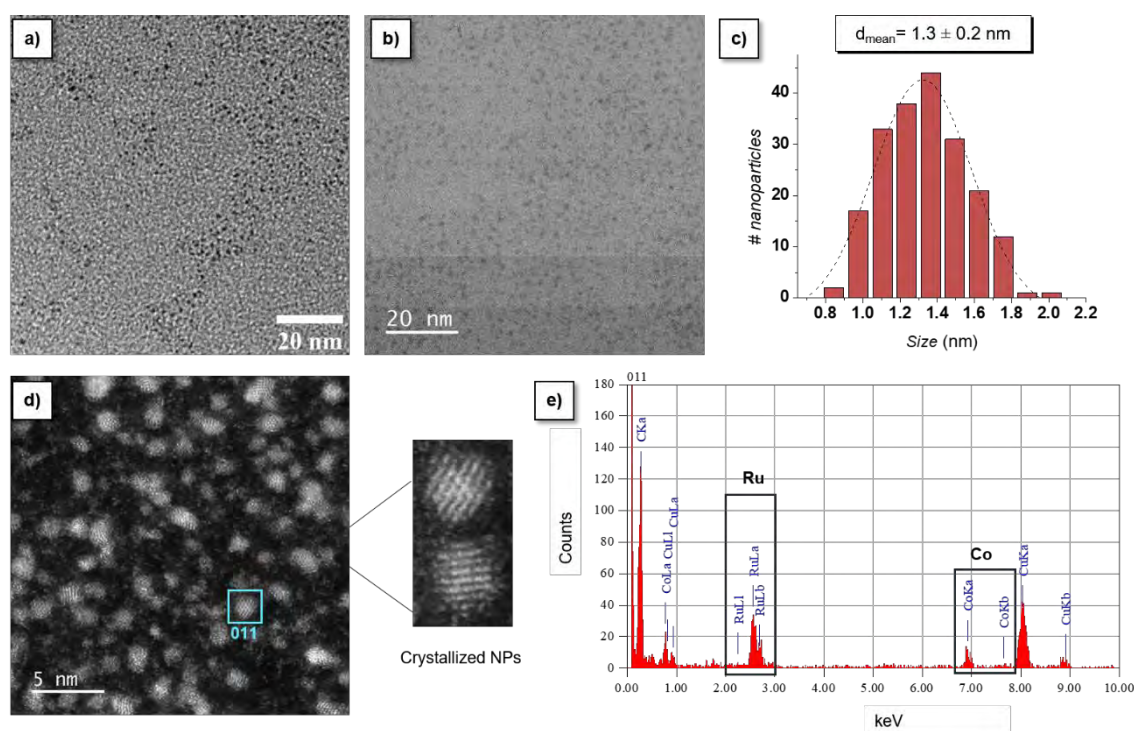 a)
20 nm
b)
20 nm
c)
dmean= 1.3 ± 0.2 nm
# nanoparticles
40
30
20
10
0
0.8 1.0 1.2 1.4 1.6 1.8 2.0 2.2
Size (nm)
d)
011
5 nm
Crystallized NPs
e)
011
Counts
180
160
140
120
100
80
60
40
20
0
CKa
CoLa
CuLl
CuLa
Ru
RuLl
RuLa
RuLb
Co
CoKa
CoKb
CuKa
CuKb
0.00 1.00 2.00 3.00 4.00 5.00 6.00 7.00 8.00 9.00 10.00
keV